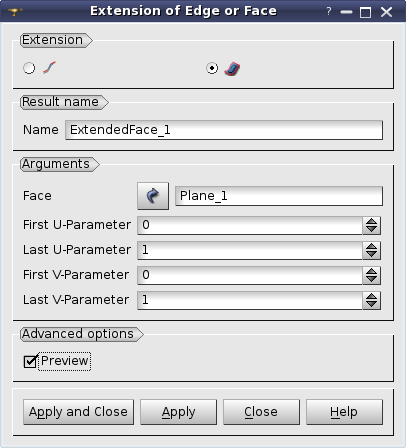 Extension of Edge or Face ?
Extension
Result name
Name ExtendedFace_1
Arguments
Face Plane_1
First U-Parameter 0
Last U-Parameter 1
First V-Parameter 0
Last V-Parameter 1
Advanced options
Preview
Apply and Close Apply Close Help